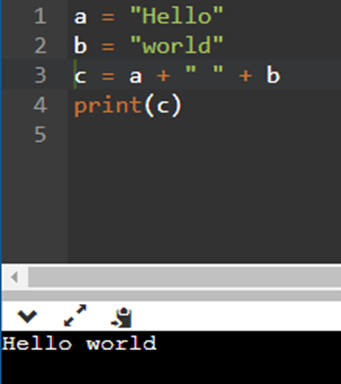 1 a = "Hello"
2 b = "world"
3 c = a + " " + b
4 print(c)
5
Hello world